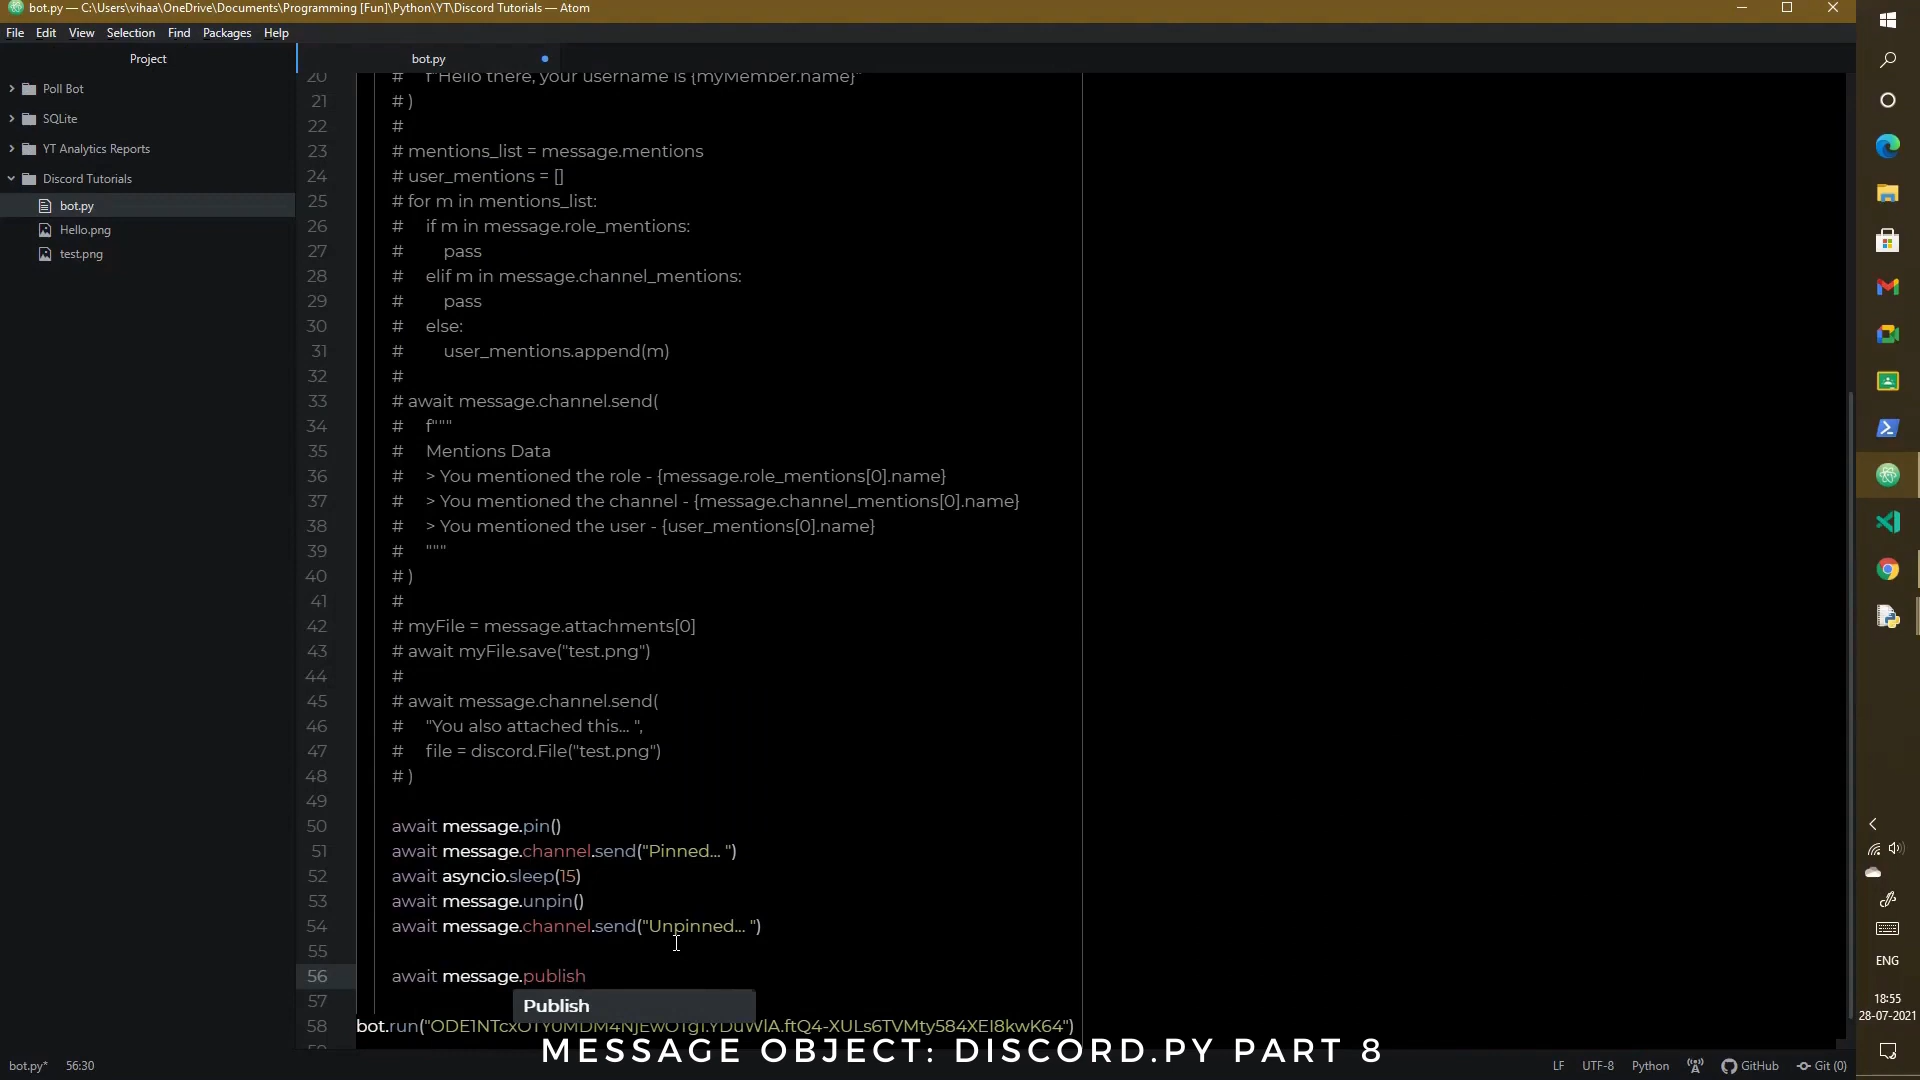 bot.py — C:\Users\vihaa\OneDrive\Documents\Programming [Fun]\Python\YT\Discord Tutorials — Atom
File Edit View Selection Find Packages Help
Project
bot.py
Poll Bot
SQLite
YT Analytics Reports
Discord Tutorials
bot.py
Hello.png
test.png
20 # f"Hello there, your username is {myMember.name}"
21 # )
22 #
23 # mentions_list = message.mentions
24 # user_mentions = []
25 # for m in mentions_list:
26 # if m in message.role_mentions:
27 # pass
28 # elif m in message.channel_mentions:
29 # pass
30 # else:
31 # user_mentions.append(m)
32 #
33 # await message.channel.send(
34 # f"""
35 # Mentions Data
36 # > You mentioned the role - {message.role_mentions[0].name}
37 # > You mentioned the channel - {message.channel_mentions[0].name}
38 # > You mentioned the user - {user_mentions[0].name}
39 # """
40 # )
41 #
42 # myFile = message.attachments[0]
43 # await myFile.save("test.png")
44 #
45 # await message.channel.send(
46 # "You also attached this... ",
47 # file = discord.File("test.png")
48 # )
49
50 await message.pin()
51 await message.channel.send("Pinned... ")
52 await asyncio.sleep(15)
53 await message.unpin()
54 await message.channel.send("Unpinned... ")
55
56 await message.publish
57
Publish
58 bot.run("
MESSAGE OBJECT: DISCORD.PY PART 8
bot.py* 56:30
LF UTF-8 Python GitHub Git (0)
ENG
18:55
28-07-2021